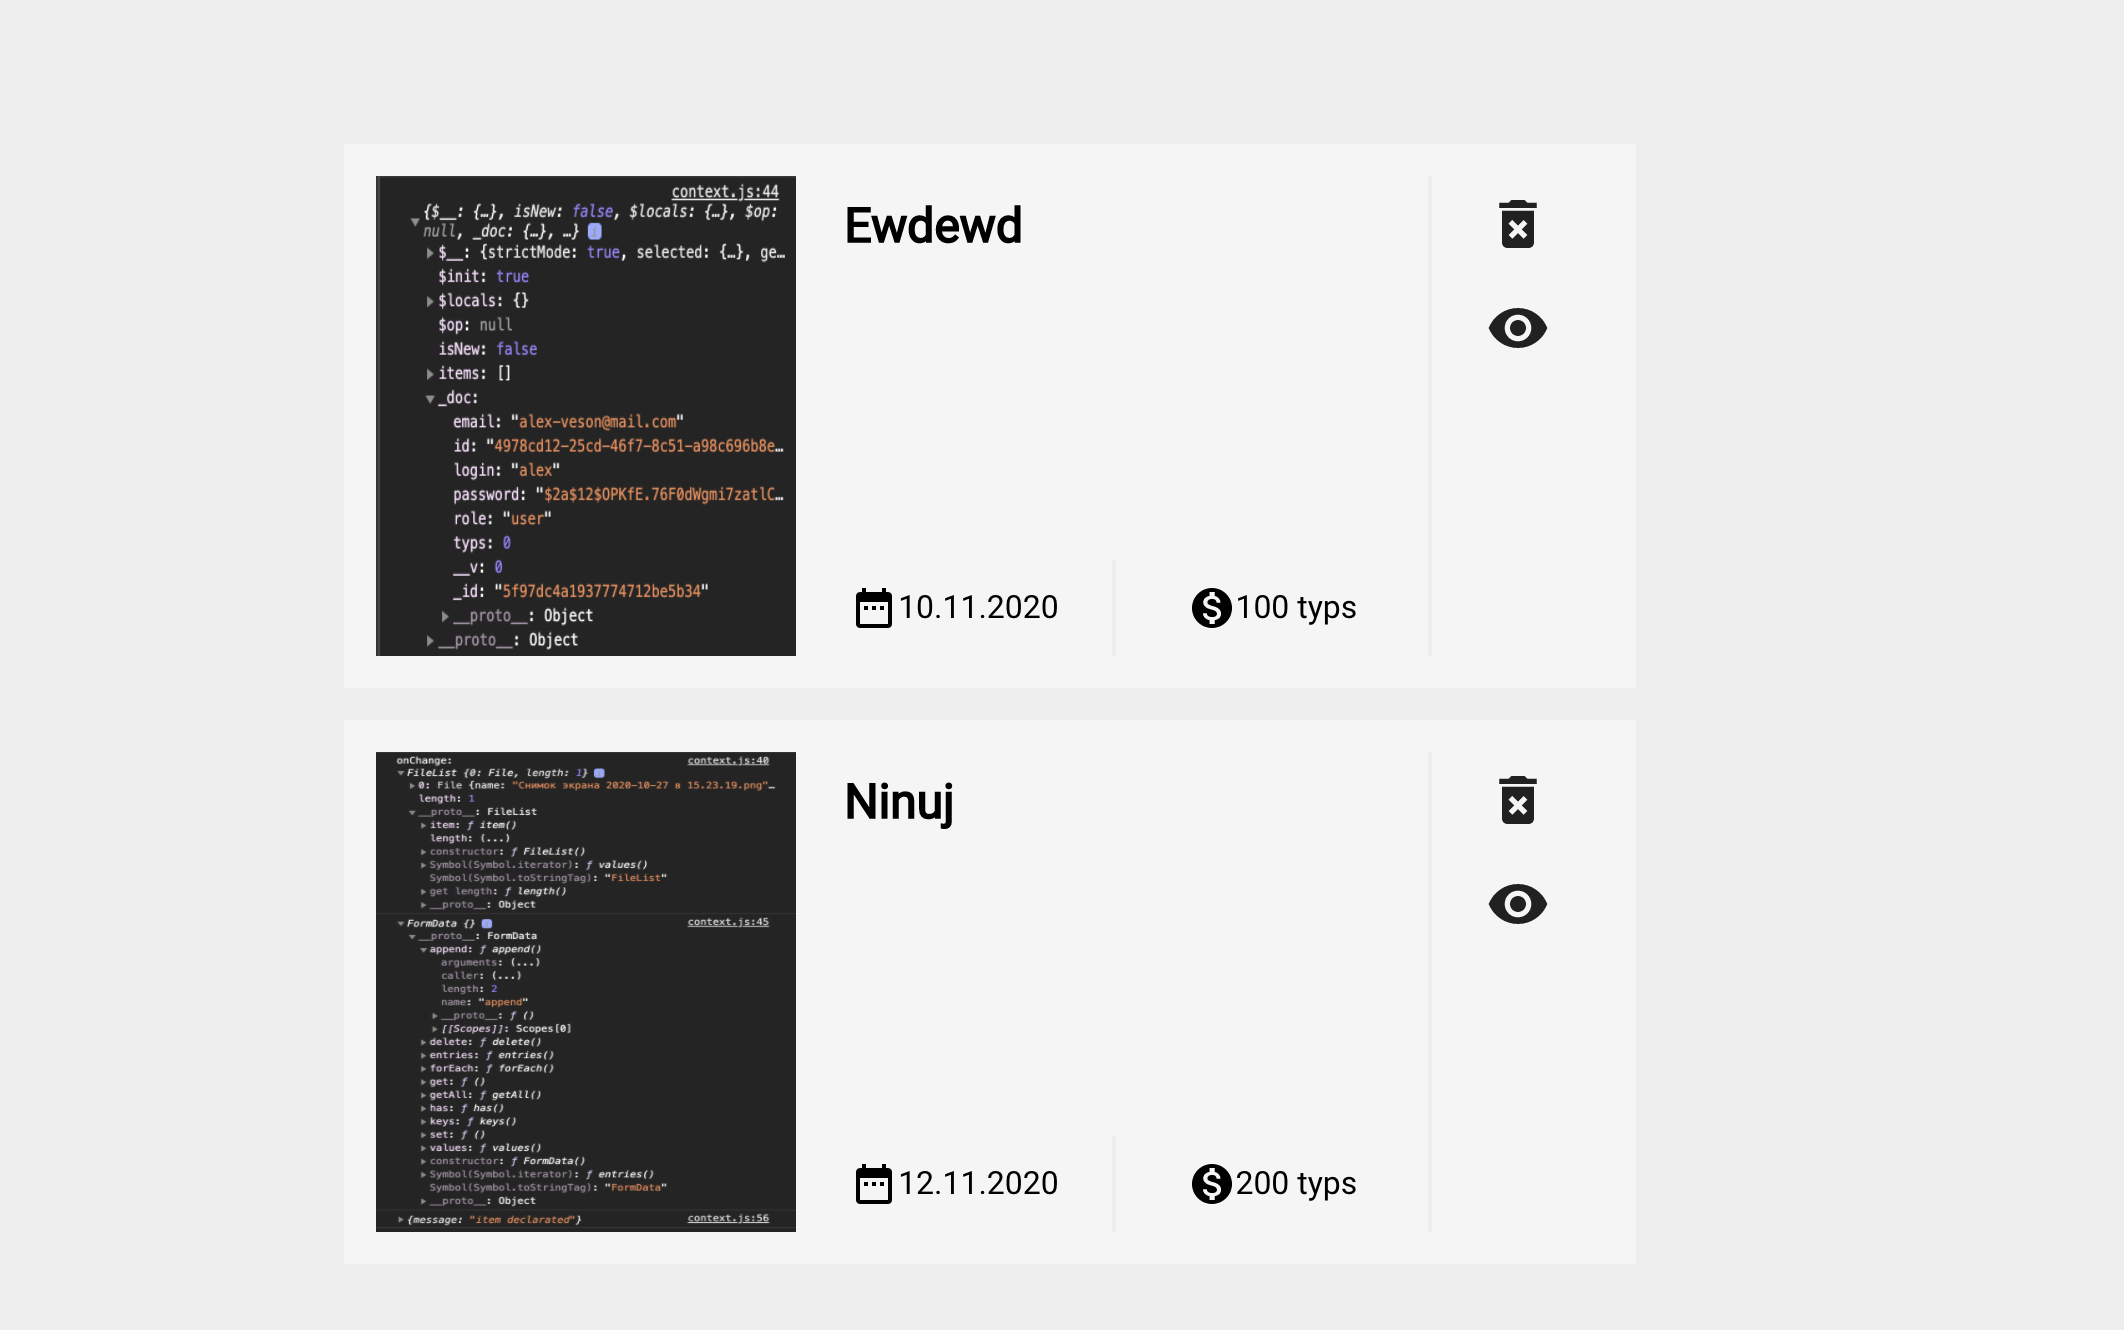 context.js:44
{$__: {…}, isNew: false, $locals: {…}, $op:
null, _doc: {…}, …}
$__: {strictMode: true, selected: {…}, ge…
$init: true
$locals: {}
$op: null
isNew: false
items: []
_doc:
email: "alex-veson@mail.com"
id: "4978cd12-25cd-46f7-8c51-a98c696b8e…
login: "alex"
password: "$2a$12$OPKfE.76F0dWgmi7zatlC…
role: "user"
typs: 0
__v: 0
_id: "5f97dc4a1937774712be5b34"
__proto__: Object
__proto__: Object
Ewdewd
10.11.2020
100 typs
onChange: context.js:40
FileList {0: File, length: 1}
0: File {name: "Снимок экрана 2020-10-27 в 15.23.19.png"…
length: 1
__proto__: FileList
item: ƒ item()
length: (...)
constructor: ƒ FileList()
Symbol(Symbol.iterator): ƒ values()
Symbol(Symbol.toStringTag): "FileList"
get length: ƒ length()
__proto__: Object
FormData {} context.js:45
__proto__: FormData
append: ƒ append()
arguments: (...)
caller: (...)
length: 2
name: "append"
__proto__: ƒ ()
[[Scopes]]: Scopes[0]
delete: ƒ delete()
entries: ƒ entries()
forEach: ƒ forEach()
get: ƒ ()
getAll: ƒ getAll()
has: ƒ has()
keys: ƒ keys()
set: ƒ ()
values: ƒ values()
constructor: ƒ FormData()
Symbol(Symbol.iterator): ƒ entries()
Symbol(Symbol.toStringTag): "FormData"
__proto__: Object
{message: "item declarated"} context.js:56
Ninuj
12.11.2020
200 typs